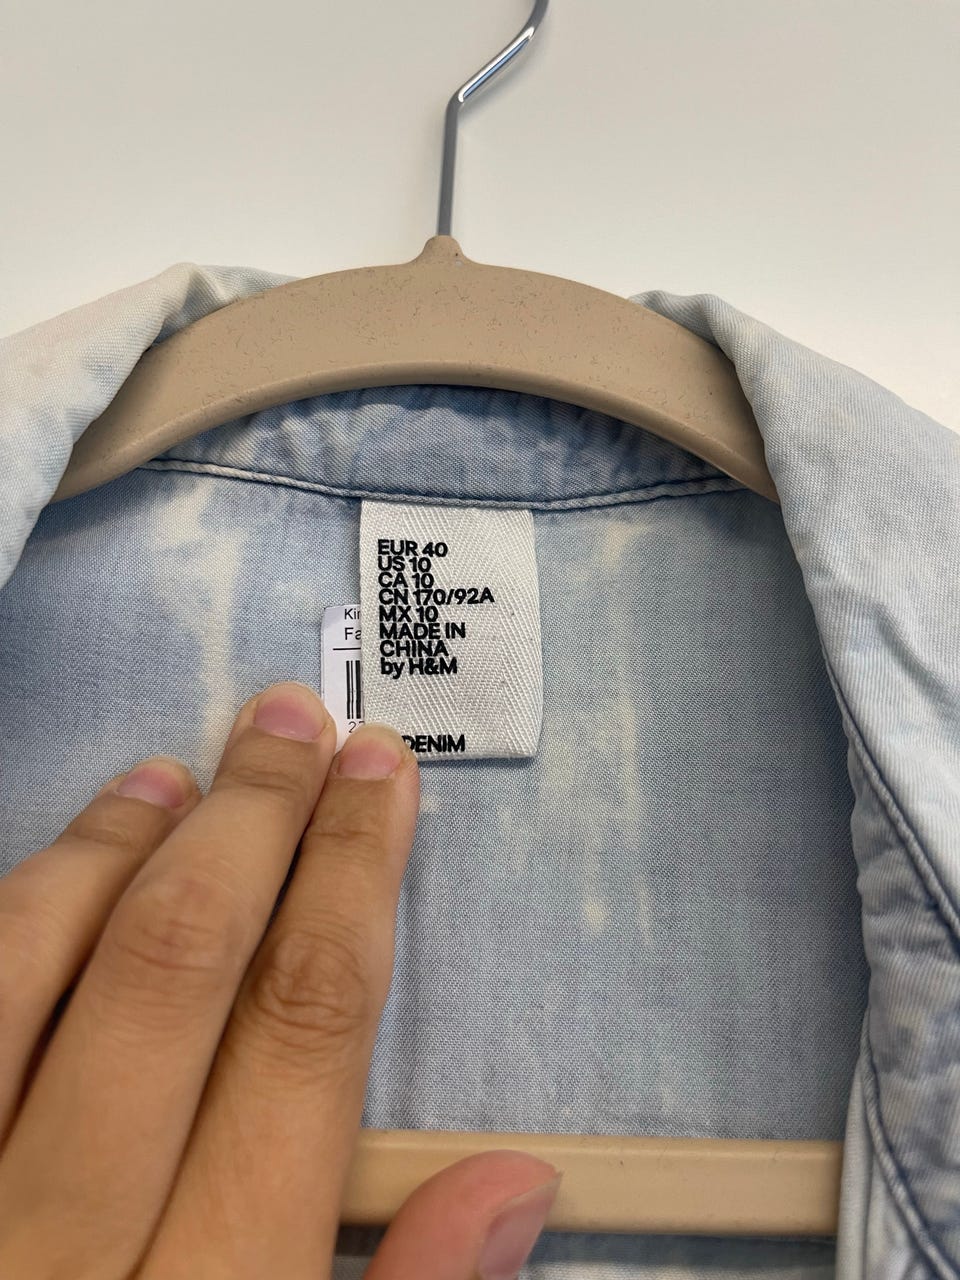 EUR 40
US 10
CA 10
CN 170/92A
MX 10
MADE IN
CHINA
by H&M
DENIM